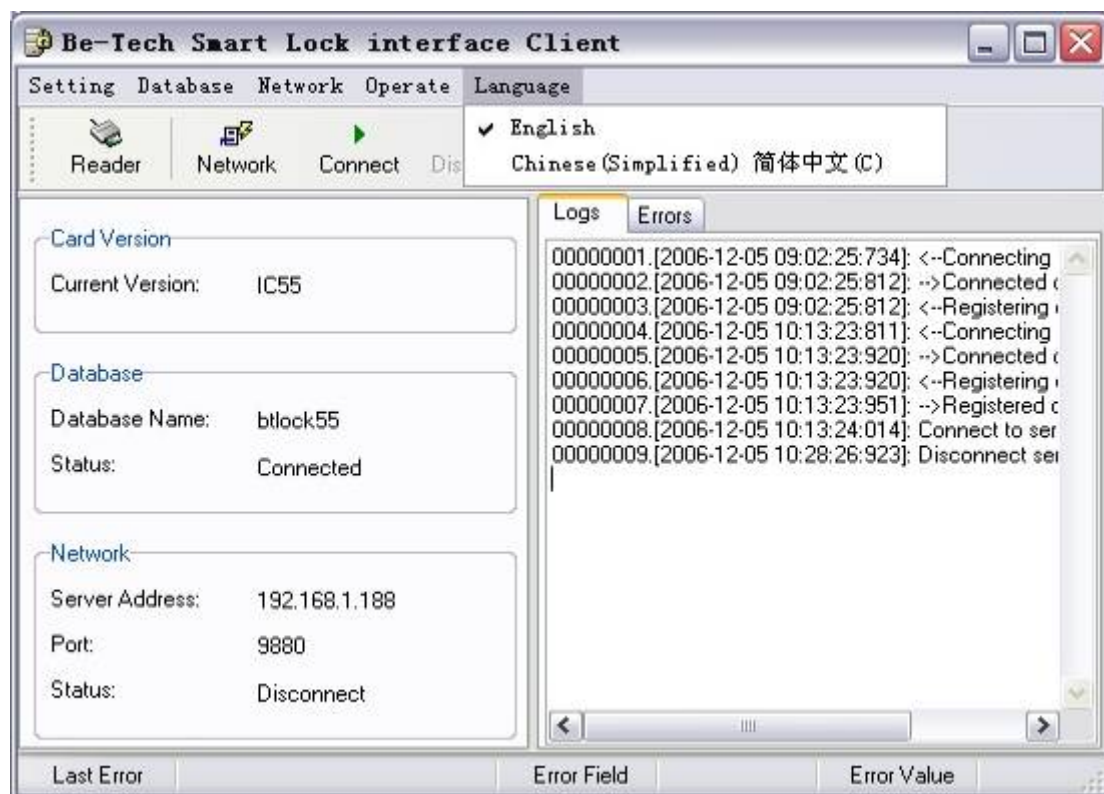 Be-Tech Smart Lock interface Client
Setting Database Network Operate Language
English
Chinese(Simplified) 简体中文(C)
Reader Network Connect Dis
Logs Errors
Card Version
Current Version: IC55
Database
Database Name: btlock55
Status: Connected
Network
Server Address: 192.168.1.188
Port: 9880
Status: Disconnect
00000001.[2006-12-05 09:02:25:734]: <--Connecting
00000002.[2006-12-05 09:02:25:812]: -->Connected
00000003.[2006-12-05 09:02:25:812]: <--Registering
00000004.[2006-12-05 10:13:23:811]: <--Connecting
00000005.[2006-12-05 10:13:23:920]: -->Connected
00000006.[2006-12-05 10:13:23:920]: <--Registering
00000007.[2006-12-05 10:13:23:951]: -->Registered
00000008.[2006-12-05 10:13:24:014]: Connect to ser
00000009.[2006-12-05 10:28:26:923]: Disconnect ser
Last Error Error Field Error Value